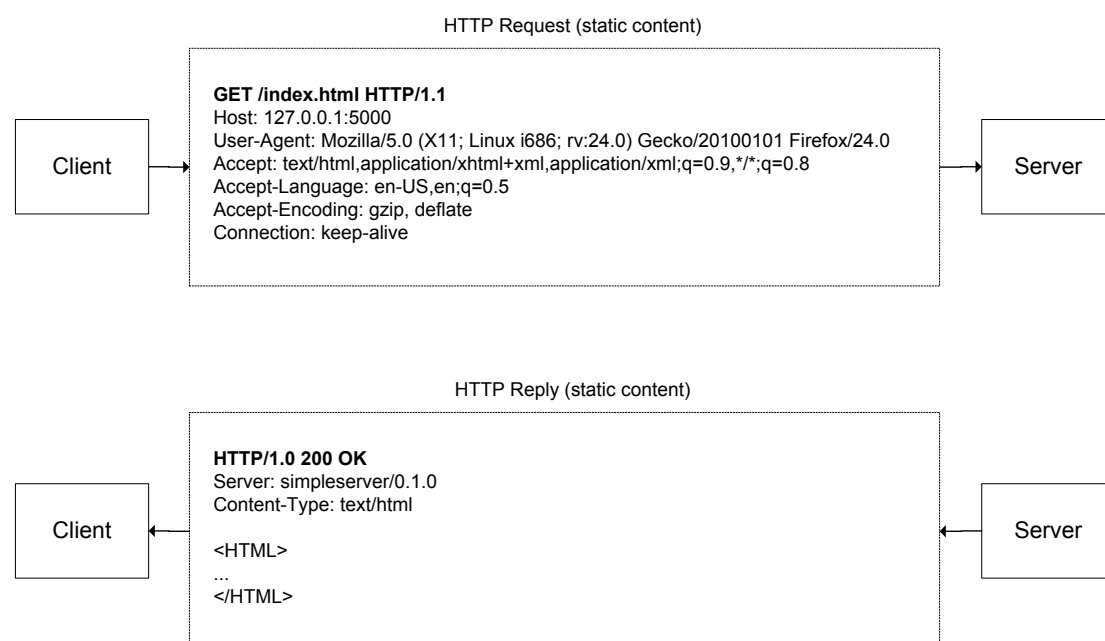 HTTP Request (static content)
Client
GET /index.html HTTP/1.1
Host: 127.0.0.1:5000
User-Agent: Mozilla/5.0 (X11; Linux i686; rv:24.0) Gecko/20100101 Firefox/24.0
Accept: text/html,application/xhtml+xml,application/xml;q=0.9,*/*;q=0.8
Accept-Language: en-US,en;q=0.5
Accept-Encoding: gzip, deflate
Connection: keep-alive
Server
HTTP Reply (static content)
Client
HTTP/1.0 200 OK
Server: simpleserver/0.1.0
Content-Type: text/html
<HTML>
...
</HTML>
Server